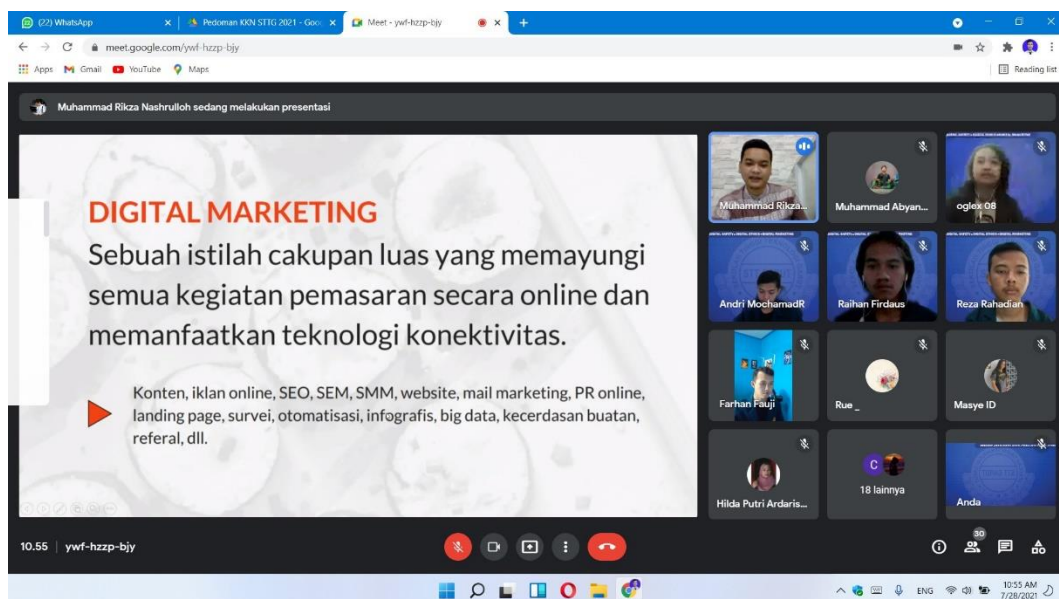 (22) WhatsApp
Pedoman KKN STTG 2021 - Goo
Meet - ywf-hzzp-bjy
meet.google.com/ywf-hzzp-bjy
Apps
Gmail
YouTube
Maps
Reading list
Muhammad Rikza Nashrulloh sedang melakukan presentasi
DIGITAL MARKETING
Sebuah istilah cakupan luas yang memayungi
semua kegiatan pemasaran secara online dan
memanfaatkan teknologi konektivitas.
Konten, iklan online, SEO, SEM, SMM, website, mail marketing, PR online,
landing page, survei, otomatisasi, infografis, big data, kecerdasan buatan,
referal, dll.
Muhammad Rikza...
Muhammad Abyan...
oglex 08
Andri MochamadR
Raihan Firdaus
Reza Rahadian
Farhan Fauji
Rue _
Masye ID
Hilda Putri Ardaris...
C
18 lainnya
Anda
10.55 | ywf-hzzp-bjy
30
ENG
10:55 AM
7/28/2021